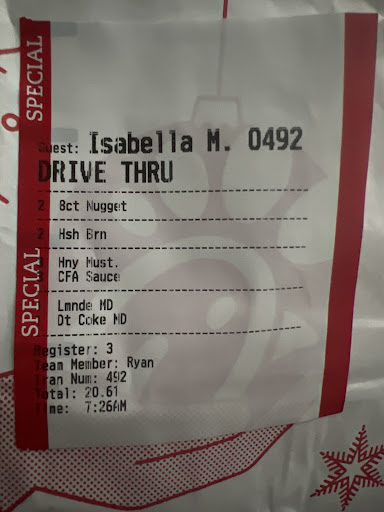 SPECIAL
SPECIAL
Guest: Isabella M. 0492
DRIVE THRU
2 8ct Nugget
2 Hsh Brn
Hny Must.
CFA Sauce
Lmnde MD
Dt Coke MD
Register: 3
Team Member: Ryan
Tran Num: 492
Total: 20.61
Time: 7:26AM